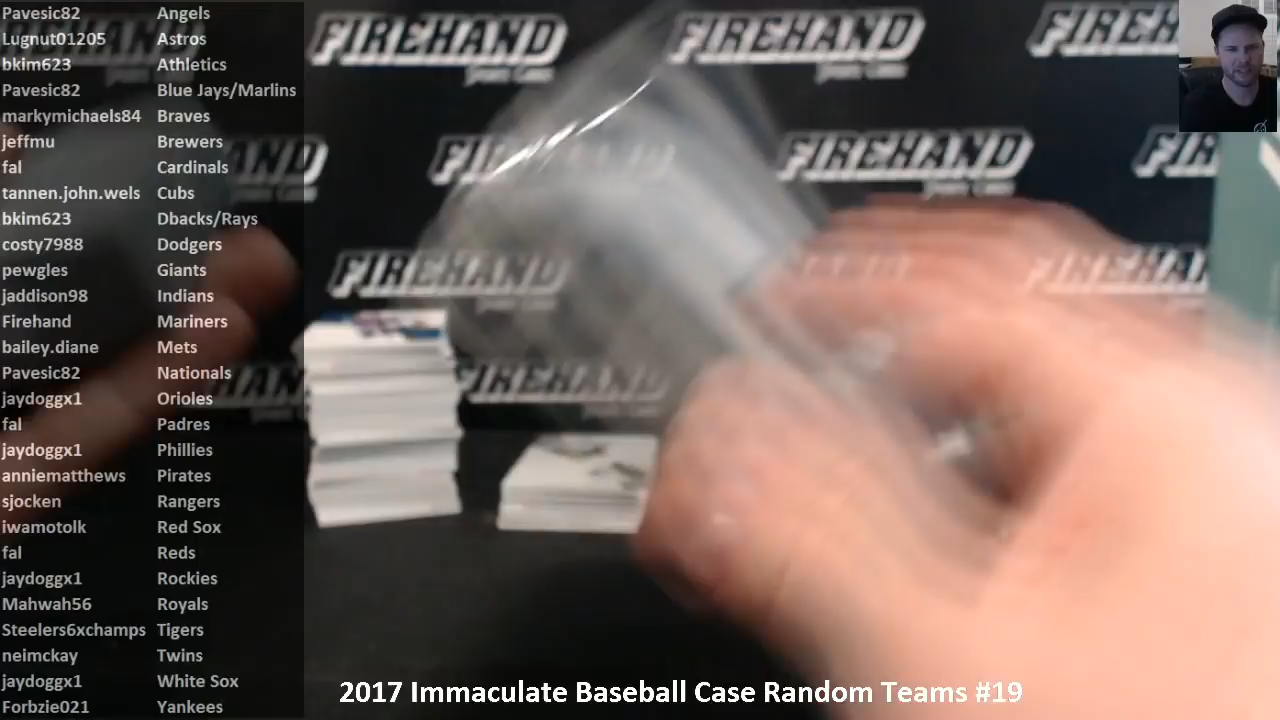 Pavesic82 Angels
Lugnut01205 Astros
bkim623 Athletics
Pavesic82 Blue Jays/Marlins
markymichaels84 Braves
jeffmu Brewers
fal Cardinals
tannen.john.wels Cubs
bkim623 Dbacks/Rays
costy7988 Dodgers
pewgles Giants
jaddison98 Indians
Firehand Mariners
bailey.diane Mets
Pavesic82 Nationals
jaydoggx1 Orioles
fal Padres
jaydoggx1 Phillies
anniematthews Pirates
sjocken Rangers
iwamotolk Red Sox
fal Reds
jaydoggx1 Rockies
Mahwah56 Royals
Steelers6xchamps Tigers
neimckay Twins
jaydoggx1 White Sox
Forbzie021 Yankees
FIREHAND
FIREHAND
FIREHAND
FIREHAND
FIREHAND
FIREHAND
FIREHAND
2017 Immaculate Baseball Case Random Teams #19